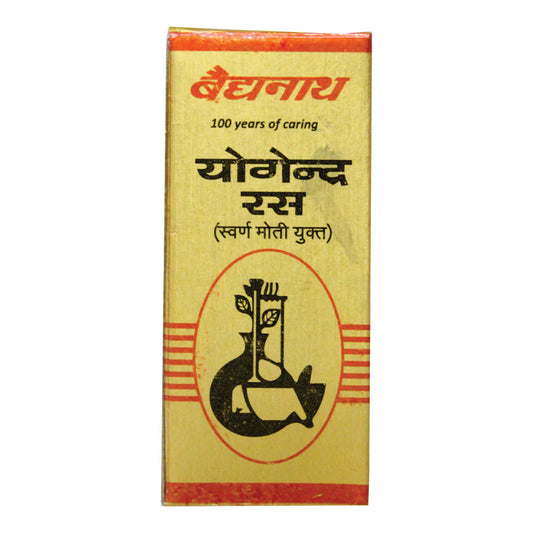 बैद्यनाथ
100 years of caring
योगेन्द्र
रस
(स्वर्ण मोती युक्त)